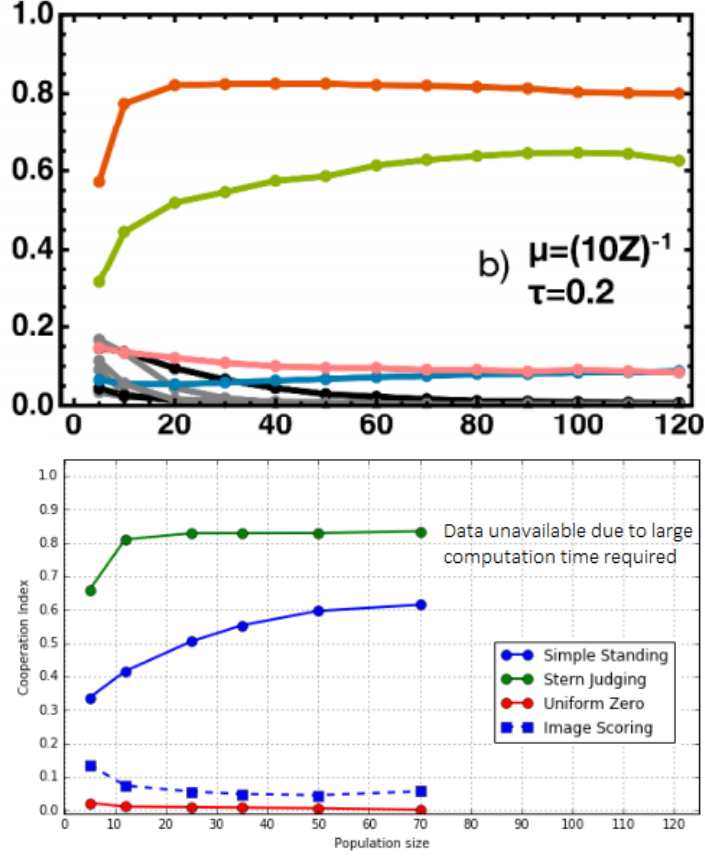 1.0
0.8
0.6
0.4
0.2
0.0
b) μ=(10Z)⁻¹
τ=0.2
0 20 40 60 80 100 120
1.0
0.9
0.8
0.7
0.6
0.5
0.4
0.3
0.2
0.1
0.0
Cooperation Index
Data unavailable due to large
computation time required
Simple Standing
Stern Judging
Uniform Zero
Image Scoring
0 10 20 30 40 50 60 70 80 90 100 110 120
Population size